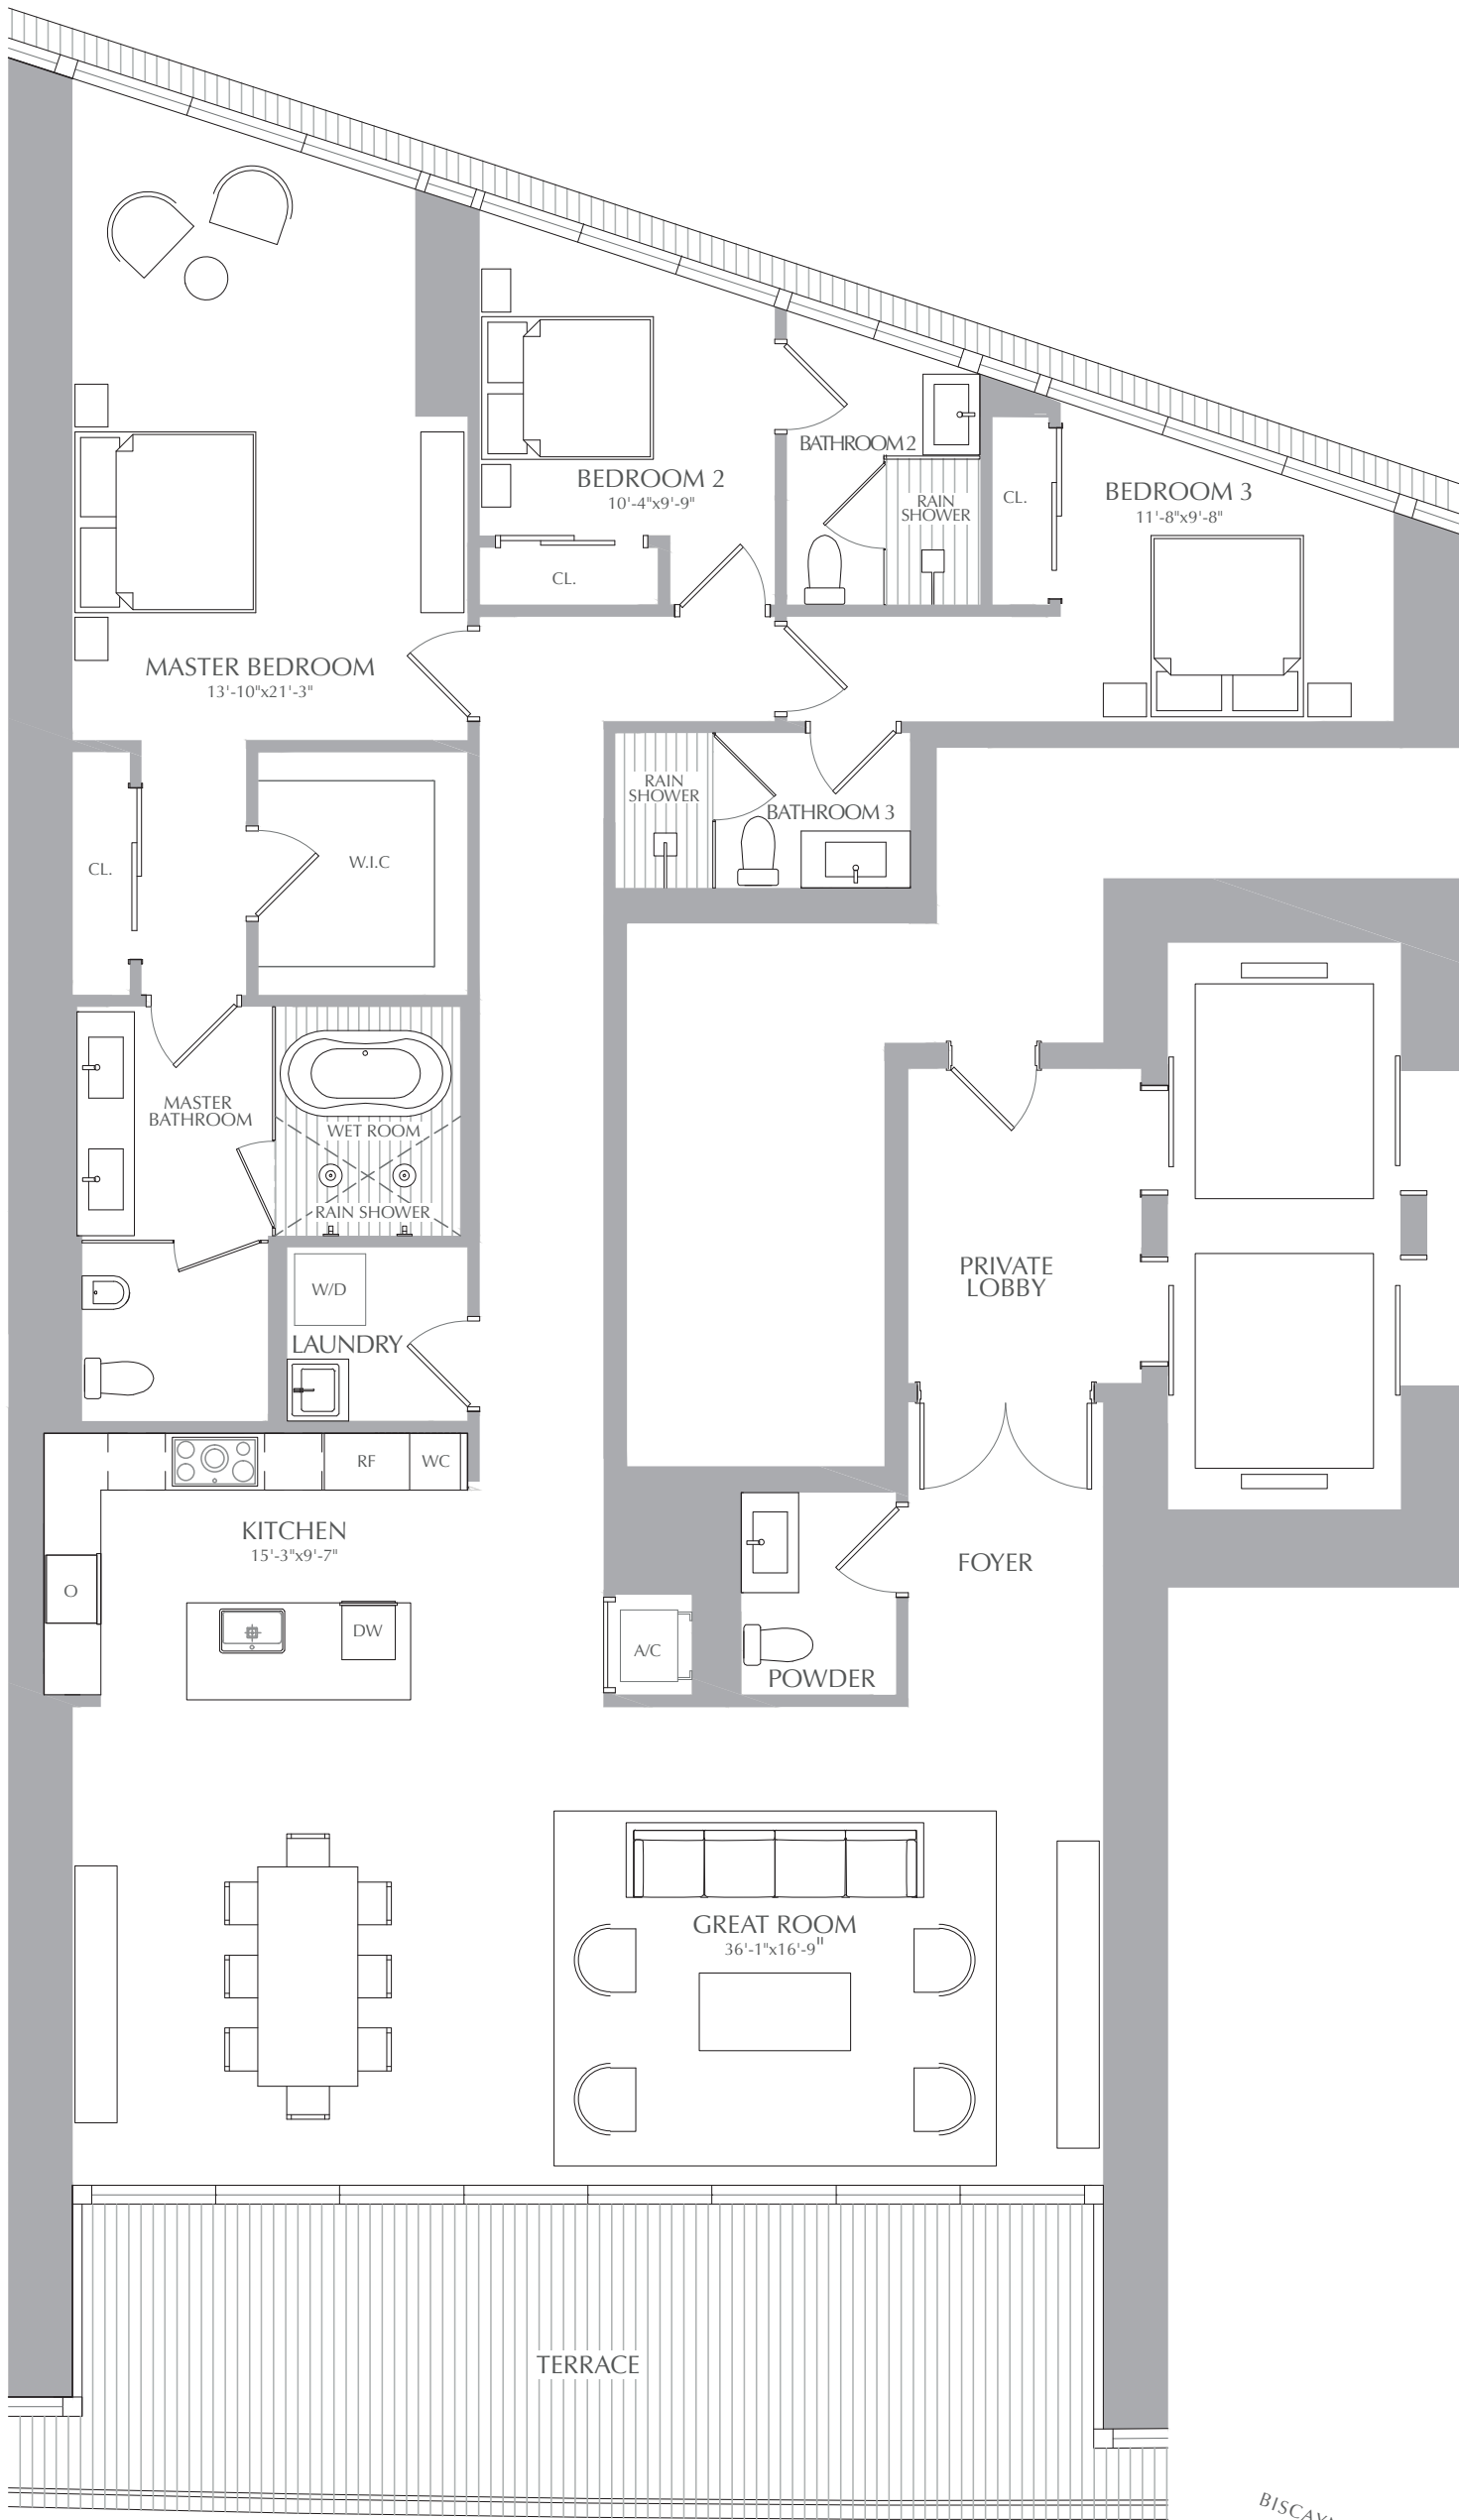 BATHROOM 2
BEDROOM 2
10'-4"x9'-9"
RAIN
SHOWER
CL.
BEDROOM 3
11'-8"x9'-8"
CL.
MASTER BEDROOM
13'-10"x21'-3"
RAIN
SHOWER
BATHROOM 3
CL.
W.I.C
MASTER
BATHROOM
WET ROOM
RAIN SHOWER
PRIVATE
LOBBY
W/D
LAUNDRY
RF
WC
KITCHEN
15'-3"x9'-7"
FOYER
O
DW
A/C
POWDER
GREAT ROOM
36'-1"x16'-9"
TERRACE